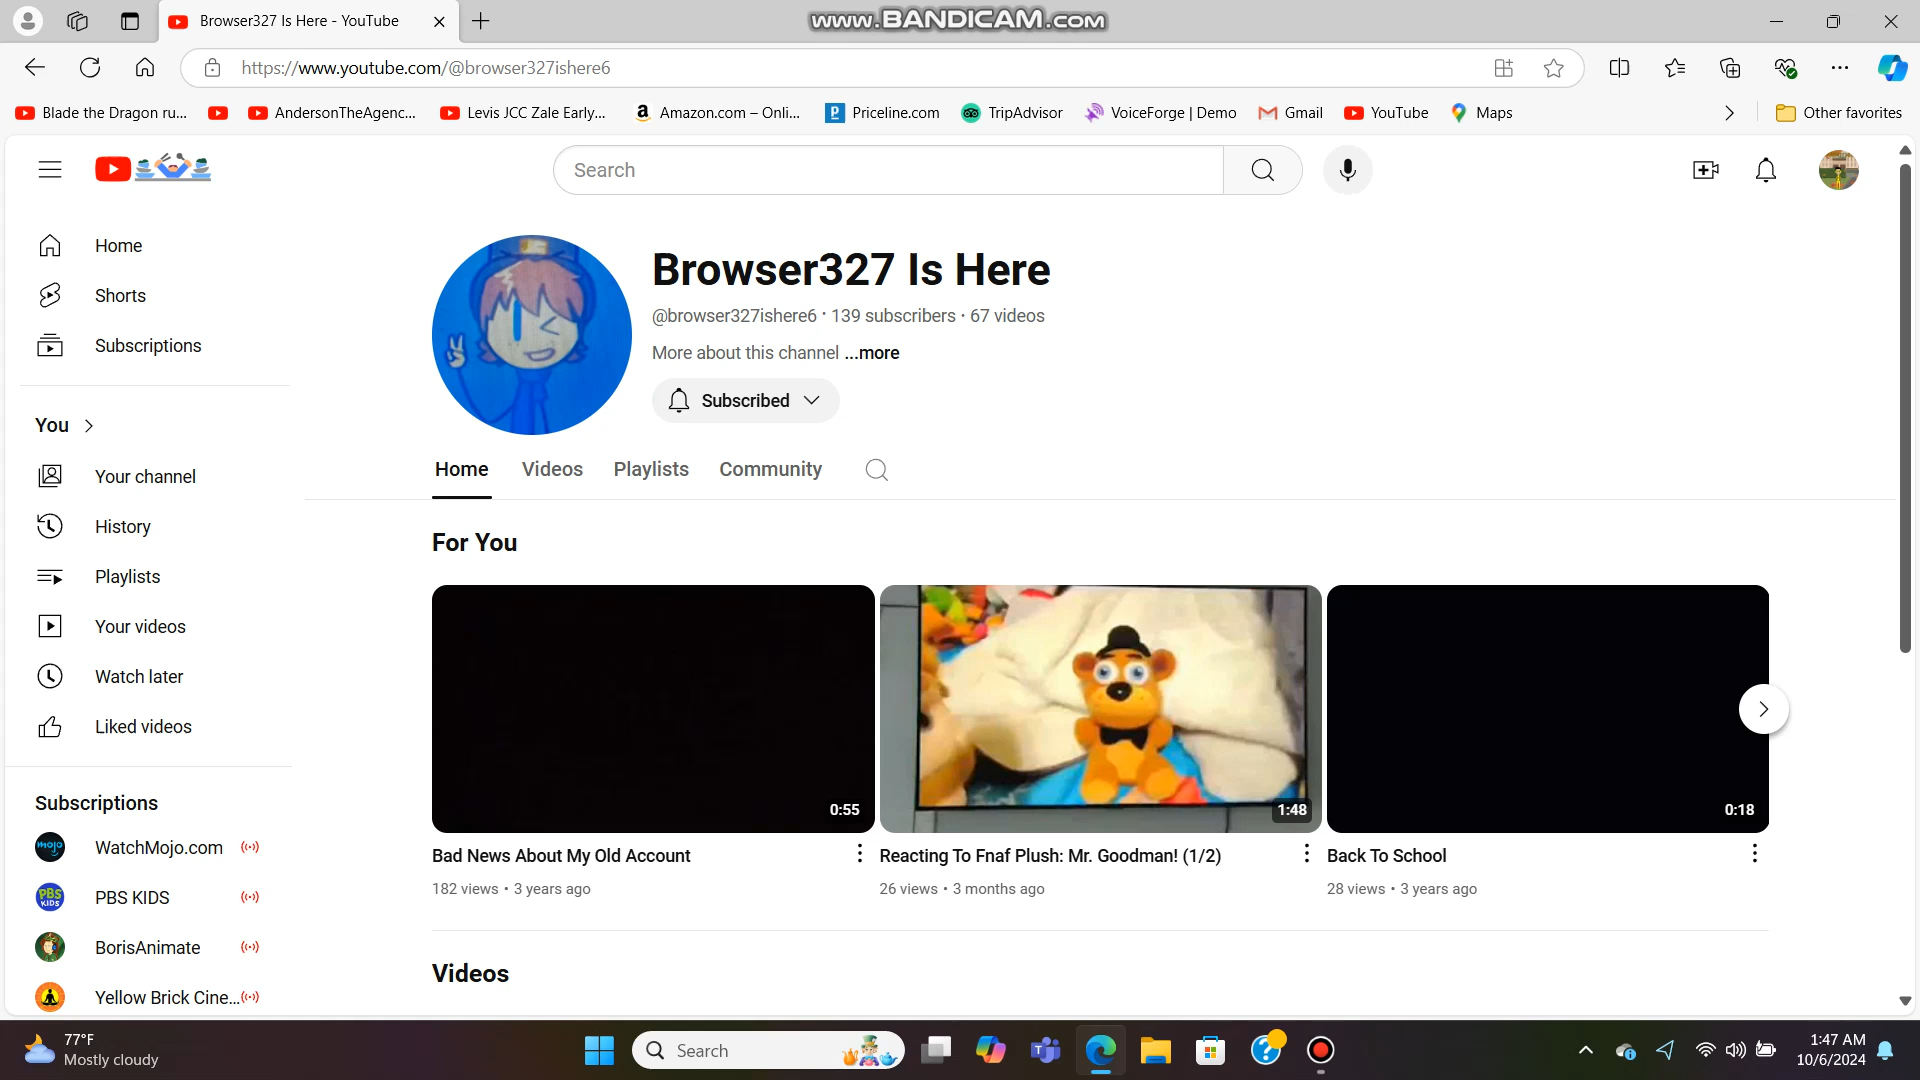 Browser327 Is Here - YouTube
www.BANDICAM.com
https://www.youtube.com/@browser327ishere6
Blade the Dragon ru...
AndersonTheAgenc...
Levis JCC Zale Early...
Amazon.com – Onli...
Priceline.com
TripAdvisor
VoiceForge | Demo
Gmail
YouTube
Maps
Other favorites
Search
Home
Shorts
Subscriptions
You
Your channel
History
Playlists
Your videos
Watch later
Liked videos
Subscriptions
WatchMojo.com
PBS KIDS
BorisAnimate
Yellow Brick Cine...
Browser327 Is Here
@browser327ishere6 · 139 subscribers · 67 videos
More about this channel ...more
Subscribed
Home Videos Playlists Community
For You
0:55
1:48
0:18
Bad News About My Old Account
182 views • 3 years ago
Reacting To Fnaf Plush: Mr. Goodman! (1/2)
26 views • 3 months ago
Back To School
28 views • 3 years ago
Videos
77°F
Mostly cloudy
Search
1:47 AM
10/6/2024